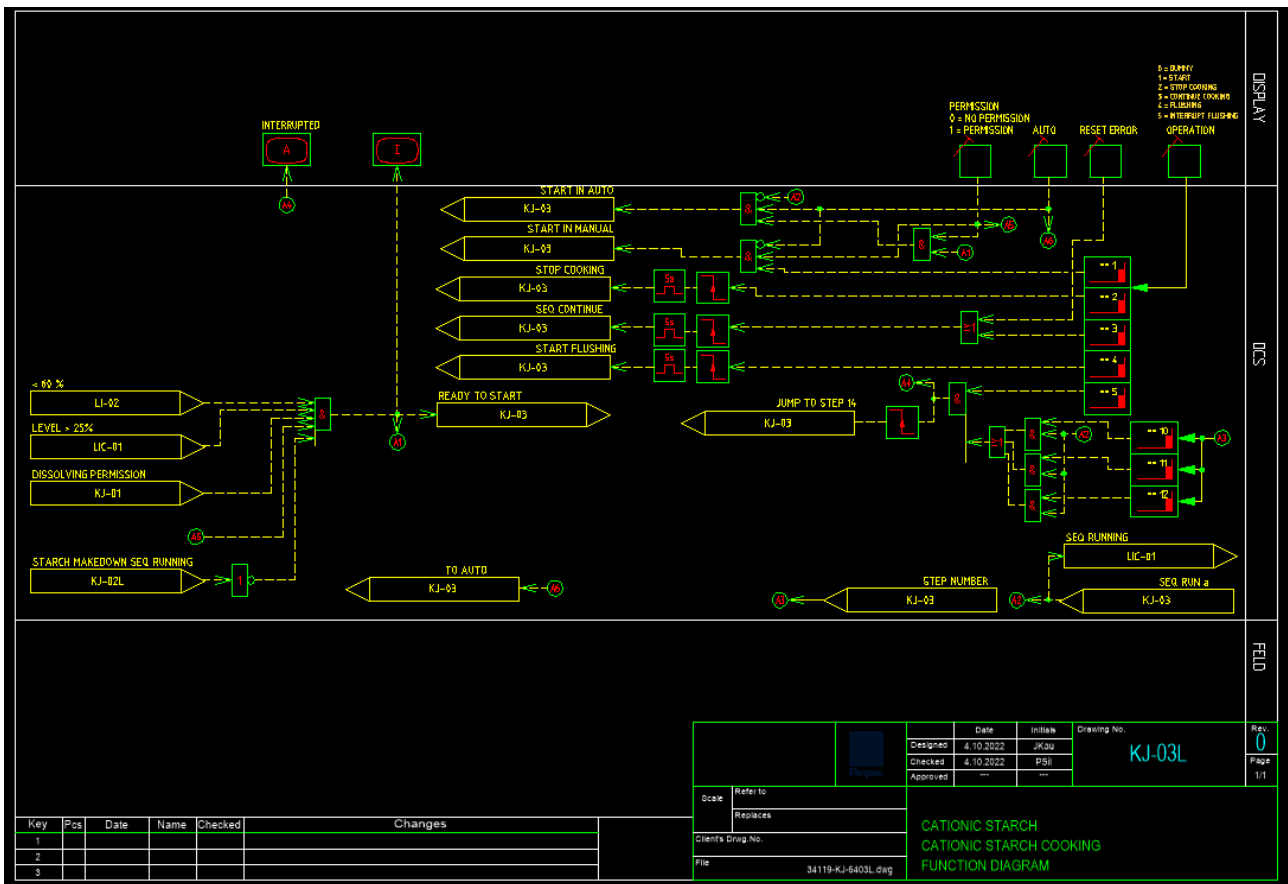 0 = DUMMY
1 = START
2 = STOP COOKING
3 = CONTINUE COOKING
4 = FLUSHING
5 = INTERRUPT FLUSHING
DISPLAY
PERMISSION
0 = NO PERMISSION
1 = PERMISSION
AUTO
RESET ERROR
OPERATION
INTERRUPTED
A
I
A4
START IN AUTO
KJ-03
&
A2
START IN MANUAL
KJ-03
&
&
A5
A1
A6
STOP COOKING
KJ-03
5s
== 1
SEQ CONTINUE
KJ-03
5s
≥1
== 2
== 3
START FLUSHING
KJ-03
5s
== 4
DCS
< 60 %
LI-02
LEVEL > 25%
LIC-01
&
READY TO START
KJ-03
A1
A4
&
== 5
JUMP TO STEP 14
KJ-03
≥1
&
&
&
A2
== 10
== 11
== 12
A3
DISSOLVING PERMISSION
KJ-01
A5
STARCH MAKEDOWN SEQ RUNNING
KJ-02L
1
TO AUTO
KJ-03
A6
SEQ RUNNING
LIC-01
STEP NUMBER
A3
KJ-03
A2
SEQ RUN a
KJ-03
FIELD
Date
Initials
Drawing No.
Rev.
Designed
4.10.2022
JKau
KJ-03L
0
Checked
4.10.2022
PSil
Page
Approved
---
---
1/1
Scale
Refer to
Replaces
Client's Drwg.No.
File
34119-KJ-5403L.dwg
CATIONIC STARCH
CATIONIC STARCH COOKING
FUNCTION DIAGRAM
Key
Pcs
Date
Name
Checked
Changes
1
2
3